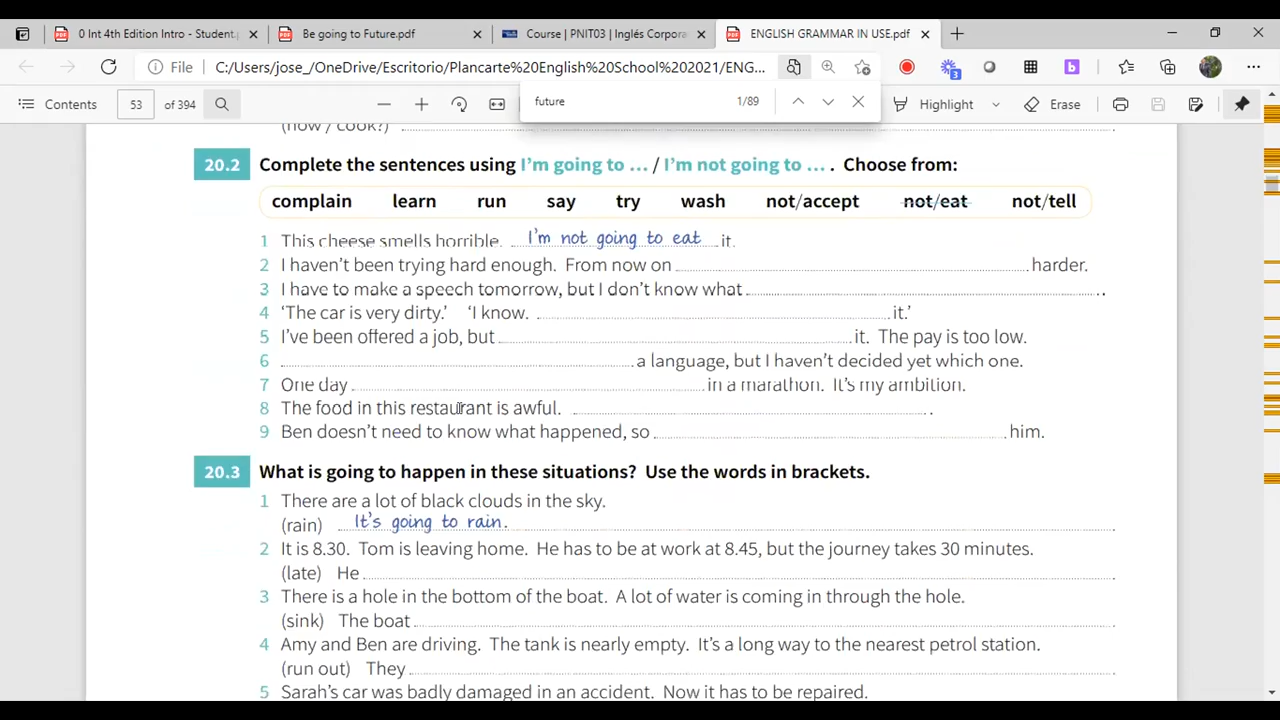 0 Int 4th Edition Intro - Student.p
Be going to Future.pdf
Course | PNIT03 | Inglés Corpora
ENGLISH GRAMMAR IN USE.pdf
File
C:/Users/jose_/OneDrive/Escritorio/Plancarte%20English%20School%202021/ENG...
3
b
Contents
53
of 394
future
1/89
Highlight
Erase
(now / cook?)
20.2 Complete the sentences using I'm going to ... / I'm not going to ... . Choose from:
complain learn run say try wash not/accept not/eat not/tell
1 This cheese smells horrible. I'm not going to eat it.
2 I haven't been trying hard enough. From now on harder.
3 I have to make a speech tomorrow, but I don't know what .
4 'The car is very dirty.' 'I know. it.'
5 I've been offered a job, but it. The pay is too low.
6 a language, but I haven't decided yet which one.
7 One day in a marathon. It's my ambition.
8 The food in this restaurant is awful. .
9 Ben doesn't need to know what happened, so him.
20.3 What is going to happen in these situations? Use the words in brackets.
1 There are a lot of black clouds in the sky.
(rain) It's going to rain.
2 It is 8.30. Tom is leaving home. He has to be at work at 8.45, but the journey takes 30 minutes.
(late) He
3 There is a hole in the bottom of the boat. A lot of water is coming in through the hole.
(sink) The boat
4 Amy and Ben are driving. The tank is nearly empty. It's a long way to the nearest petrol station.
(run out) They
5 Sarah's car was badly damaged in an accident. Now it has to be repaired.